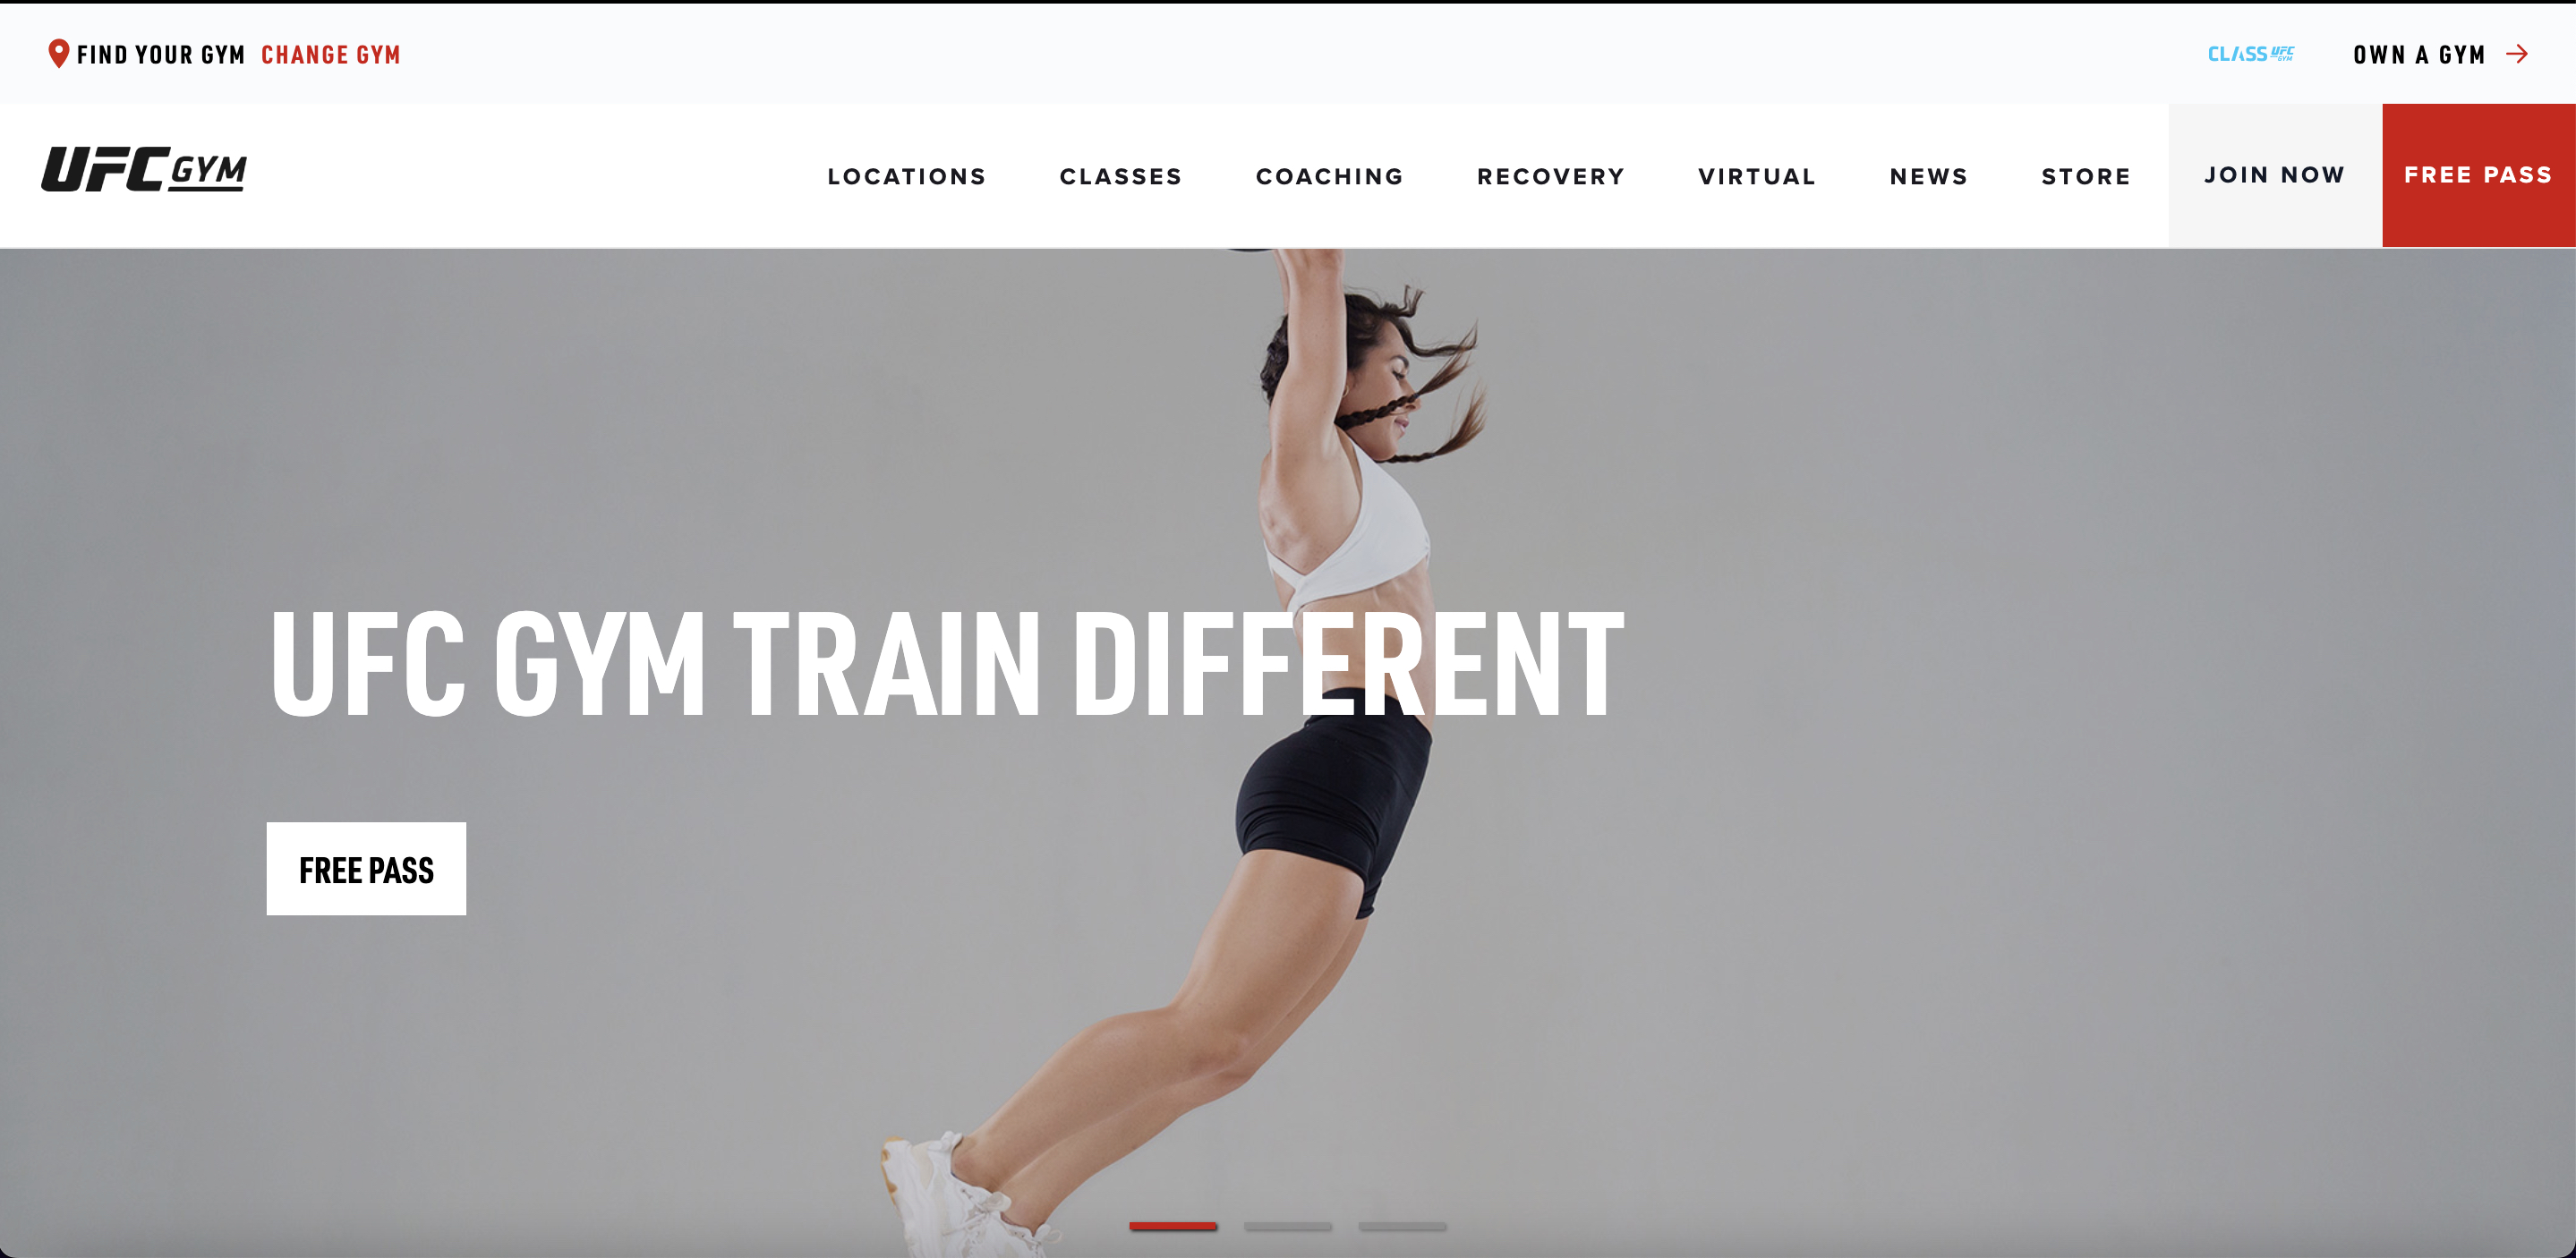 FIND YOUR GYM CHANGE GYM
CLASS UFC GYM
OWN A GYM
UFC GYM
LOCATIONS CLASSES COACHING RECOVERY VIRTUAL NEWS STORE JOIN NOW FREE PASS
UFC GYM TRAIN DIFFERENT
FREE PASS